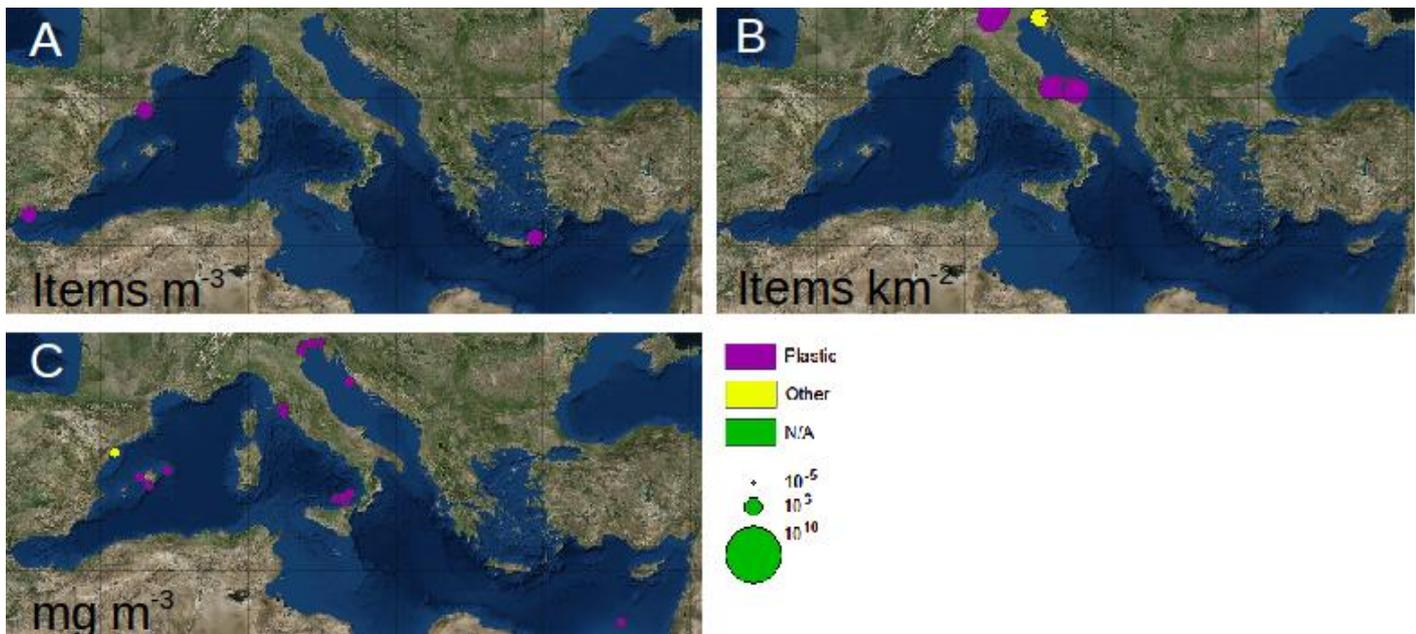 A
Items m⁻³
B
Items km⁻²
C
mg m⁻³
Plastic
Other
N/A
10⁻⁵
10³
10¹⁰